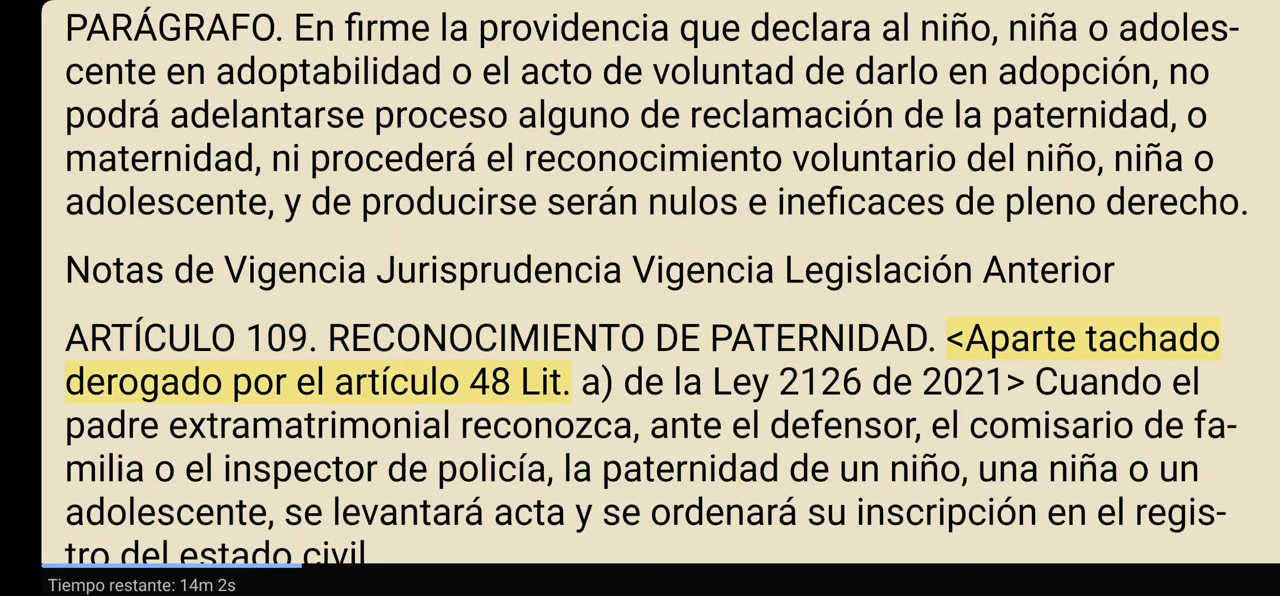 PARÁGRAFO. En firme la providencia que declara al niño, niña o adoles-
cente en adoptabilidad o el acto de voluntad de darlo en adopción, no
podrá adelantarse proceso alguno de reclamación de la paternidad, o
maternidad, ni procederá el reconocimiento voluntario del niño, niña o
adolescente, y de producirse serán nulos e ineficaces de pleno derecho.
Notas de Vigencia Jurisprudencia Vigencia Legislación Anterior
ARTÍCULO 109. RECONOCIMIENTO DE PATERNIDAD. <Aparte tachado
derogado por el artículo 48 Lit. a) de la Ley 2126 de 2021> Cuando el
padre extramatrimonial reconozca, ante el defensor, el comisario de fa-
milia o el inspector de policía, la paternidad de un niño, una niña o un
adolescente, se levantará acta y se ordenará su inscripción en el regis-
tro del estado civil
Tiempo restante: 14m 2s